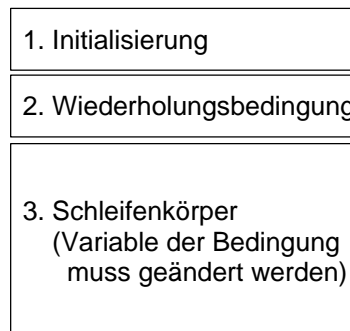 1. Initialisierung
2. Wiederholungsbedingung
3. Schleifenkörper
(Variable der Bedingung
muss geändert werden)